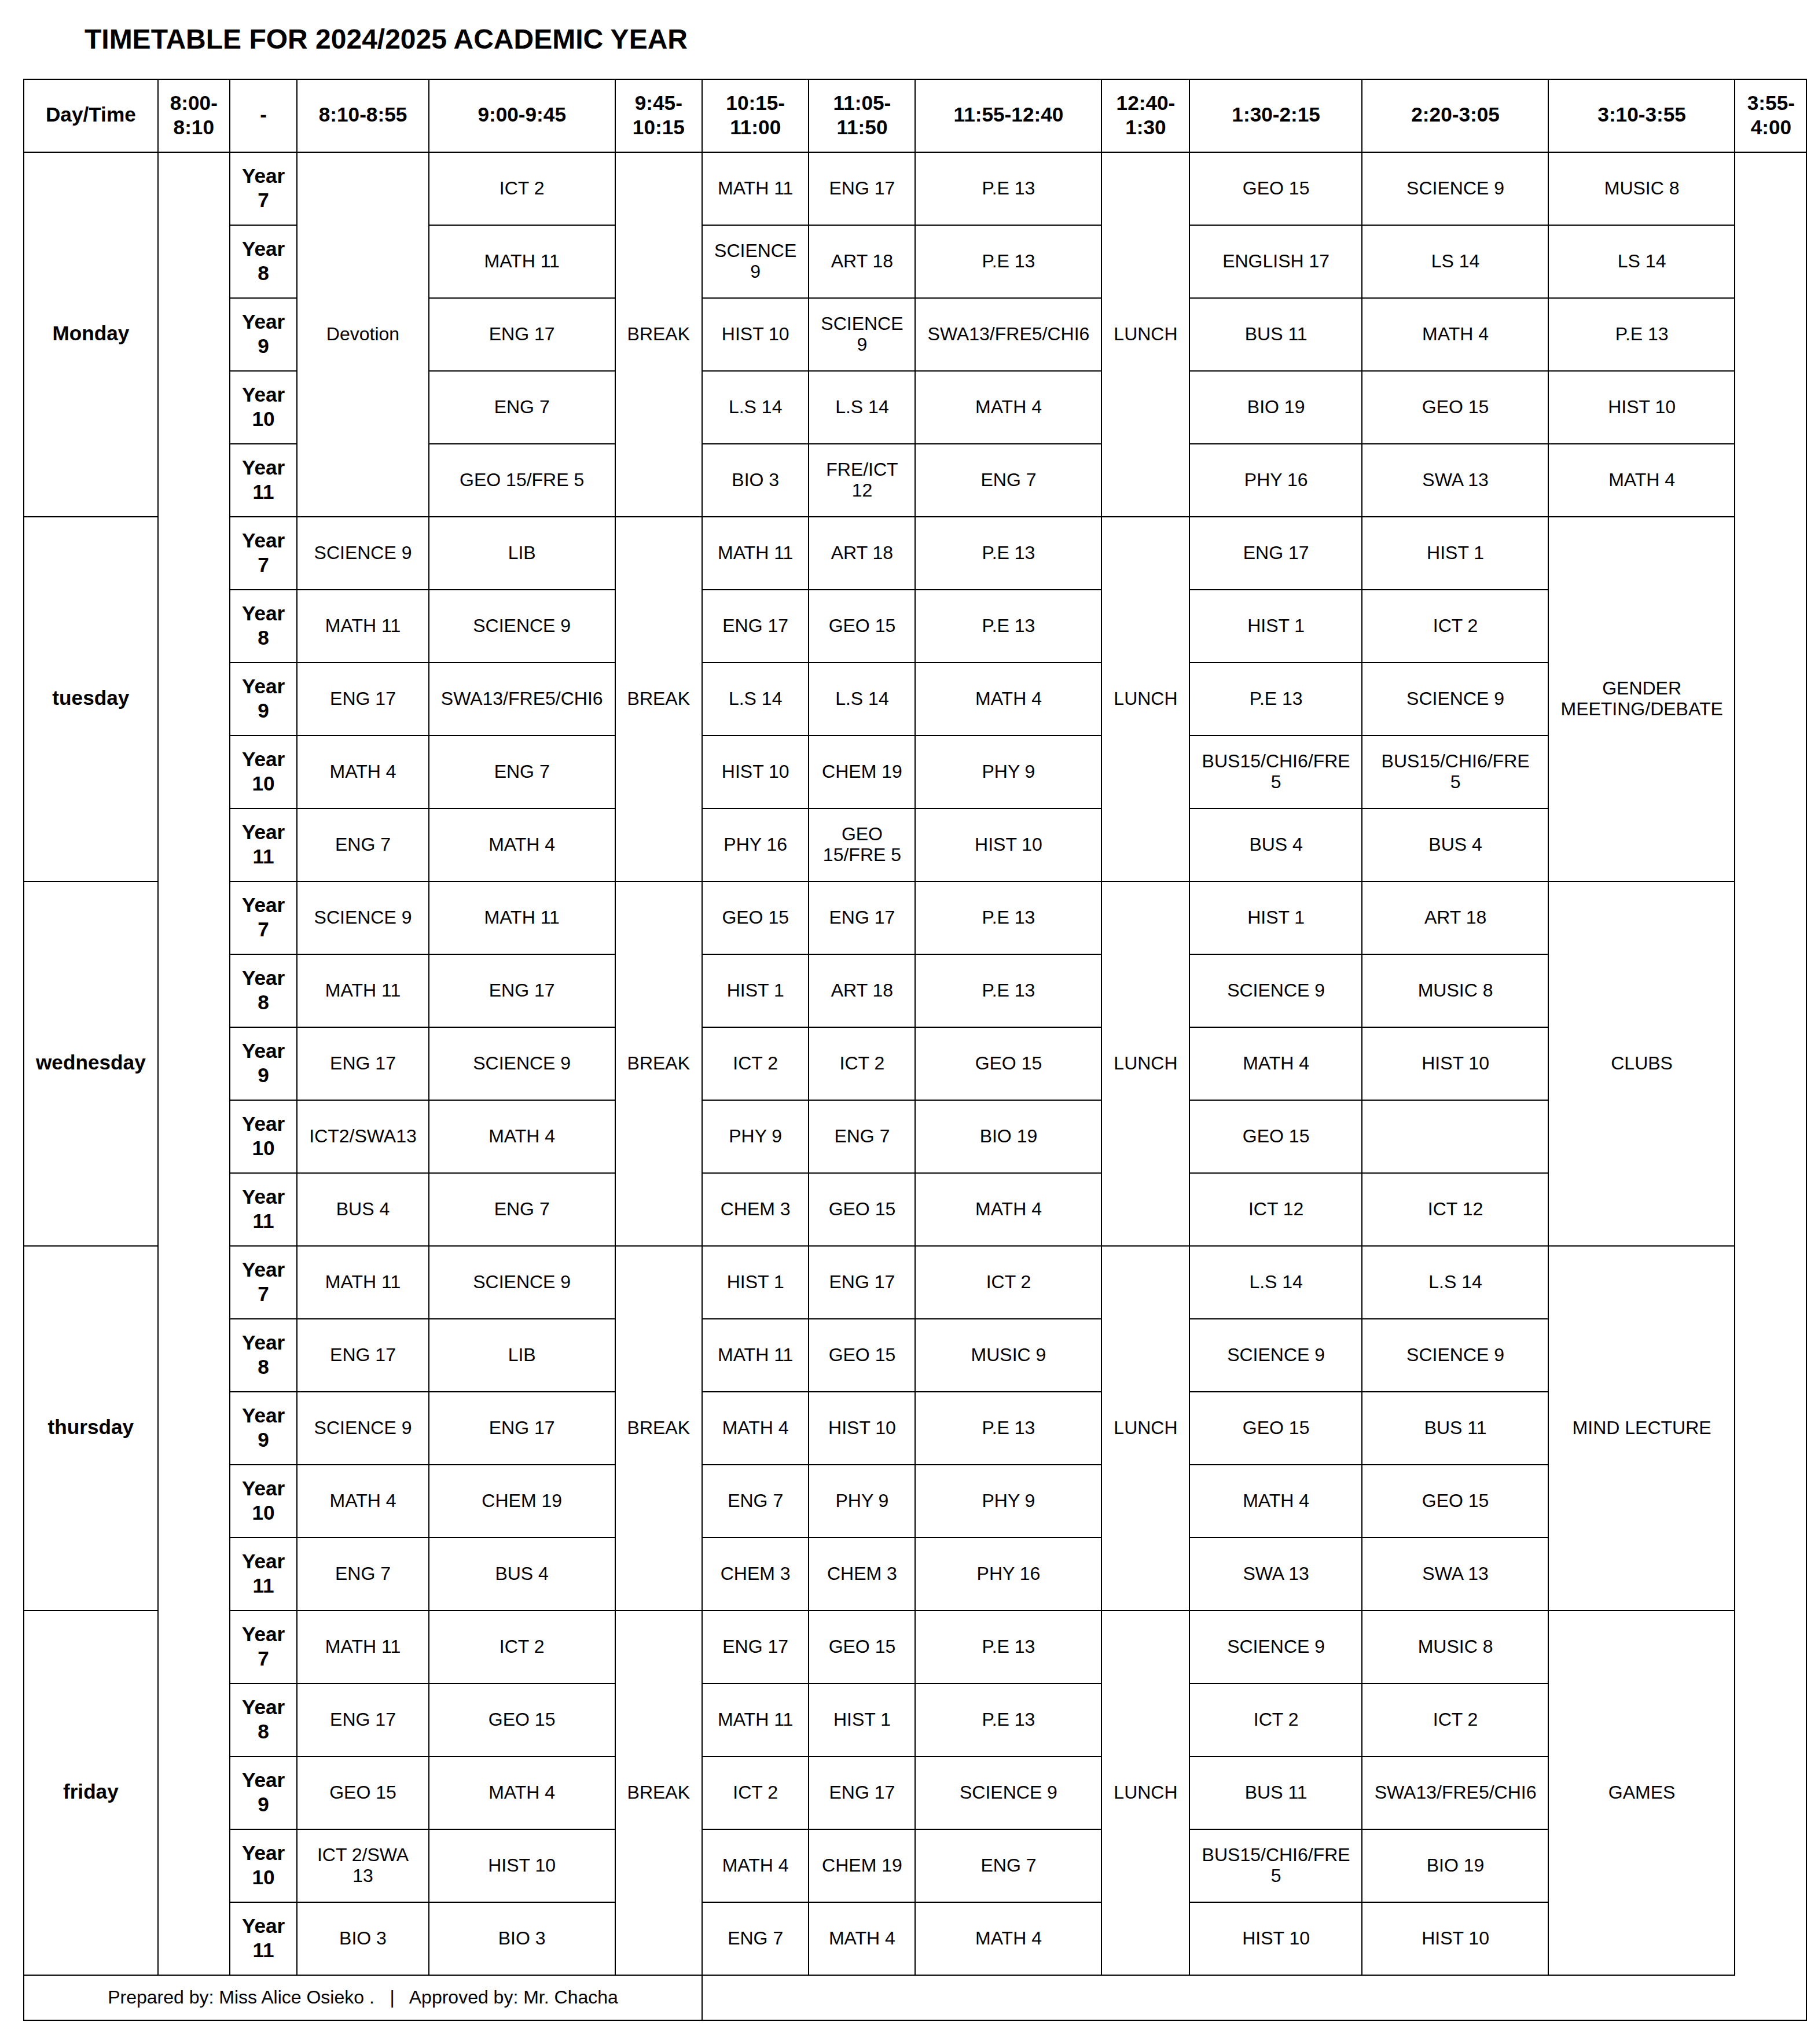 TIMETABLE FOR 2024/2025 ACADEMIC YEAR
Day/Time 8:00-8:10 - 8:10-8:55 9:00-9:45 9:45-10:15 10:15-11:00 11:05-11:50 11:55-12:40 12:40-1:30 1:30-2:15 2:20-3:05 3:10-3:55 3:55-4:00
Monday
Devotion
BREAK
LUNCH
Year 7 ICT 2 MATH 11 ENG 17 P.E 13 GEO 15 SCIENCE 9 MUSIC 8
Year 8 MATH 11 SCIENCE 9 ART 18 P.E 13 ENGLISH 17 LS 14 LS 14
Year 9 ENG 17 HIST 10 SCIENCE 9 SWA13/FRE5/CHI6 BUS 11 MATH 4 P.E 13
Year 10 ENG 7 L.S 14 L.S 14 MATH 4 BIO 19 GEO 15 HIST 10
Year 11 GEO 15/FRE 5 BIO 3 FRE/ICT 12 ENG 7 PHY 16 SWA 13 MATH 4
tuesday
BREAK
LUNCH
GENDER MEETING/DEBATE
Year 7 SCIENCE 9 LIB MATH 11 ART 18 P.E 13 ENG 17 HIST 1
Year 8 MATH 11 SCIENCE 9 ENG 17 GEO 15 P.E 13 HIST 1 ICT 2
Year 9 ENG 17 SWA13/FRE5/CHI6 L.S 14 L.S 14 MATH 4 P.E 13 SCIENCE 9
Year 10 MATH 4 ENG 7 HIST 10 CHEM 19 PHY 9 BUS15/CHI6/FRE 5 BUS15/CHI6/FRE 5
Year 11 ENG 7 MATH 4 PHY 16 GEO 15/FRE 5 HIST 10 BUS 4 BUS 4
wednesday
BREAK
LUNCH
CLUBS
Year 7 SCIENCE 9 MATH 11 GEO 15 ENG 17 P.E 13 HIST 1 ART 18
Year 8 MATH 11 ENG 17 HIST 1 ART 18 P.E 13 SCIENCE 9 MUSIC 8
Year 9 ENG 17 SCIENCE 9 ICT 2 ICT 2 GEO 15 MATH 4 HIST 10
Year 10 ICT2/SWA13 MATH 4 PHY 9 ENG 7 BIO 19 GEO 15
Year 11 BUS 4 ENG 7 CHEM 3 GEO 15 MATH 4 ICT 12 ICT 12
thursday
BREAK
LUNCH
MIND LECTURE
Year 7 MATH 11 SCIENCE 9 HIST 1 ENG 17 ICT 2 L.S 14 L.S 14
Year 8 ENG 17 LIB MATH 11 GEO 15 MUSIC 9 SCIENCE 9 SCIENCE 9
Year 9 SCIENCE 9 ENG 17 MATH 4 HIST 10 P.E 13 GEO 15 BUS 11
Year 10 MATH 4 CHEM 19 ENG 7 PHY 9 PHY 9 MATH 4 GEO 15
Year 11 ENG 7 BUS 4 CHEM 3 CHEM 3 PHY 16 SWA 13 SWA 13
friday
BREAK
LUNCH
GAMES
Year 7 MATH 11 ICT 2 ENG 17 GEO 15 P.E 13 SCIENCE 9 MUSIC 8
Year 8 ENG 17 GEO 15 MATH 11 HIST 1 P.E 13 ICT 2 ICT 2
Year 9 GEO 15 MATH 4 ICT 2 ENG 17 SCIENCE 9 BUS 11 SWA13/FRE5/CHI6
Year 10 ICT 2/SWA 13 HIST 10 MATH 4 CHEM 19 ENG 7 BUS15/CHI6/FRE 5 BIO 19
Year 11 BIO 3 BIO 3 ENG 7 MATH 4 MATH 4 HIST 10 HIST 10
Prepared by: Miss Alice Osieko . | Approved by: Mr. Chacha